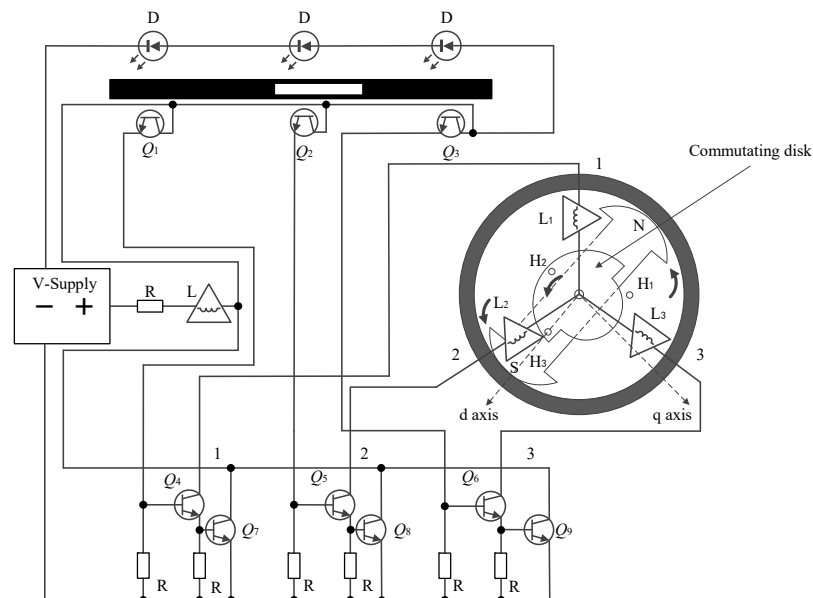 D
D
D
Q1
Q2
Q3
1
Commutating disk
L1
N
H2
H1
V-Supply
− +
R
L
L2
L3
2
S
H3
3
d axis
q axis
1
2
3
Q4
Q5
Q6
Q7
Q8
Q9
R
R
R
R
R
R